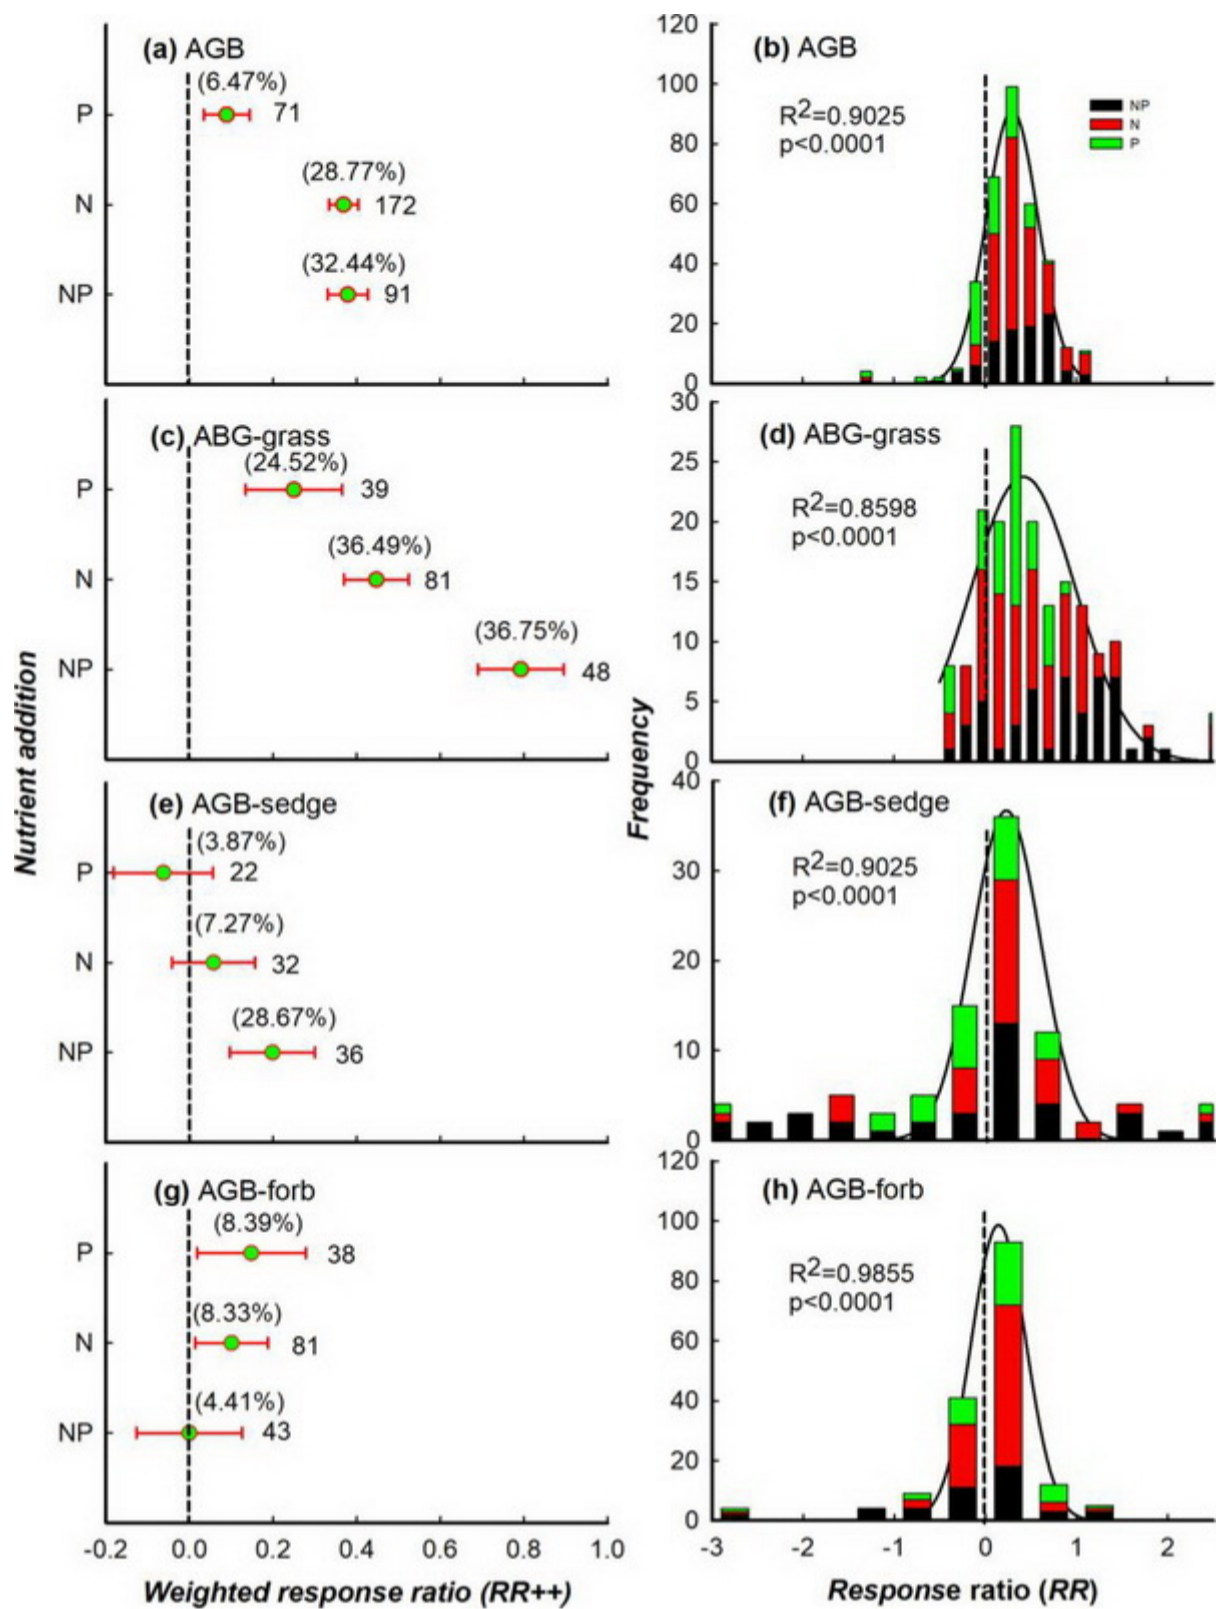 (a) AGB
(6.47%)
P
71
(28.77%)
N
172
(32.44%)
NP
91
(b) AGB
R2=0.9025
p<0.0001
NP
N
P
120
100
80
60
40
20
0
(c) ABG-grass
(24.52%)
P
39
(36.49%)
N
81
(36.75%)
NP
48
(d) ABG-grass
R2=0.8598
p<0.0001
30
25
20
15
10
5
0
Nutrient addition
Frequency
(e) AGB-sedge
(3.87%)
P
22
(7.27%)
N
32
(28.67%)
NP
36
(f) AGB-sedge
R2=0.9025
p<0.0001
40
30
20
10
0
(g) AGB-forb
(8.39%)
P
38
(8.33%)
N
81
(4.41%)
NP
43
-0.2 0.0 0.2 0.4 0.6 0.8 1.0
Weighted response ratio (RR++)
(h) AGB-forb
R2=0.9855
p<0.0001
120
100
80
60
40
20
0
-3 -2 -1 0 1 2
Response ratio (RR)